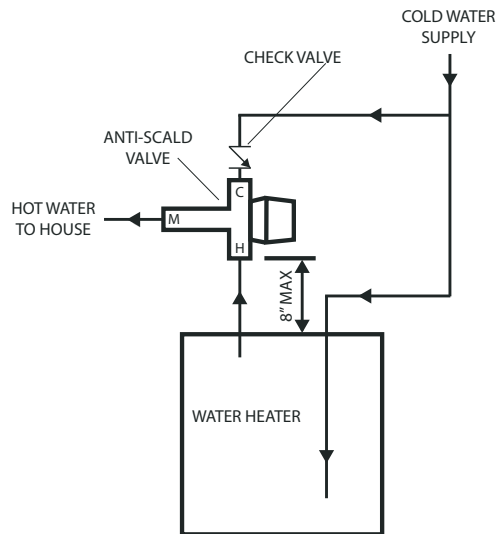 COLD WATER
SUPPLY
CHECK VALVE
ANTI-SCALD
VALVE
C
HOT WATER
TO HOUSE
M
H
8" MAX
WATER HEATER